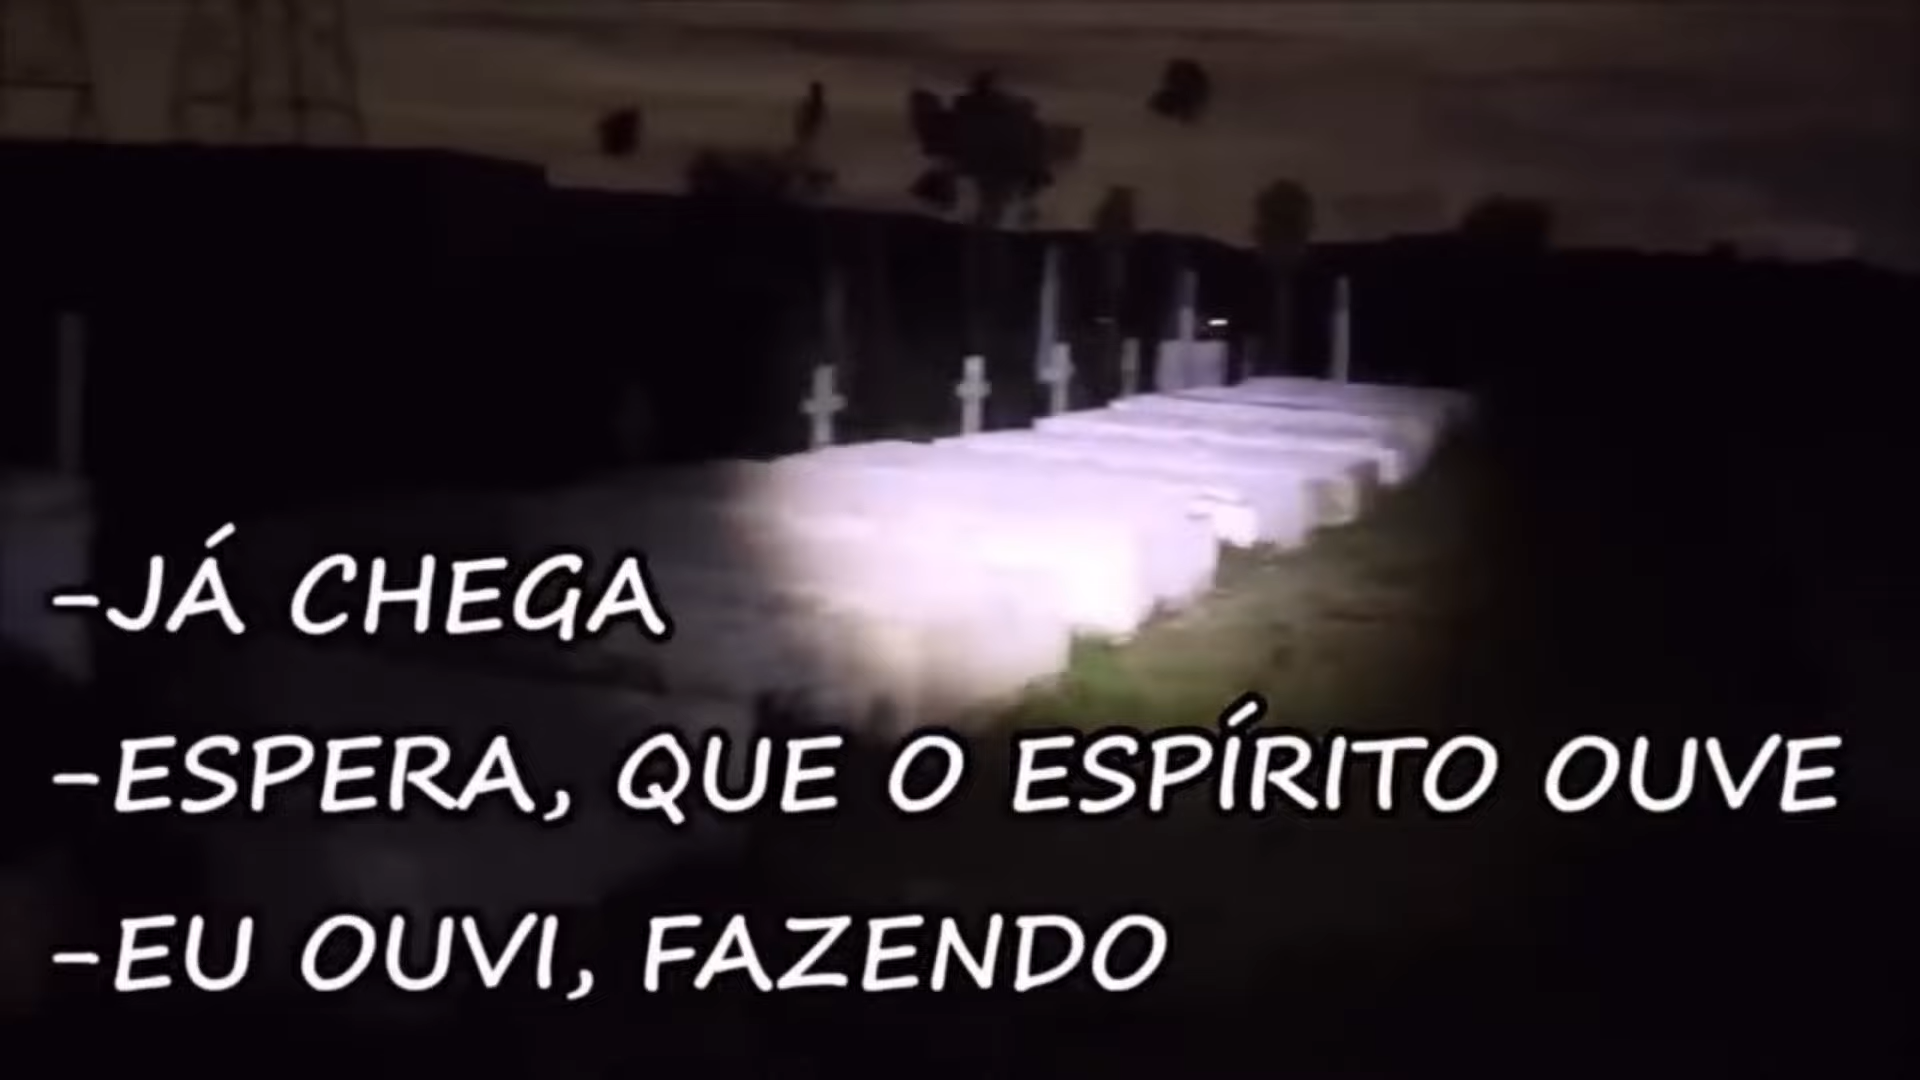 -JÁ CHEGA
-ESPERA, QUE O ESPÍRITO OUVE
-EU OUVI, FAZENDO